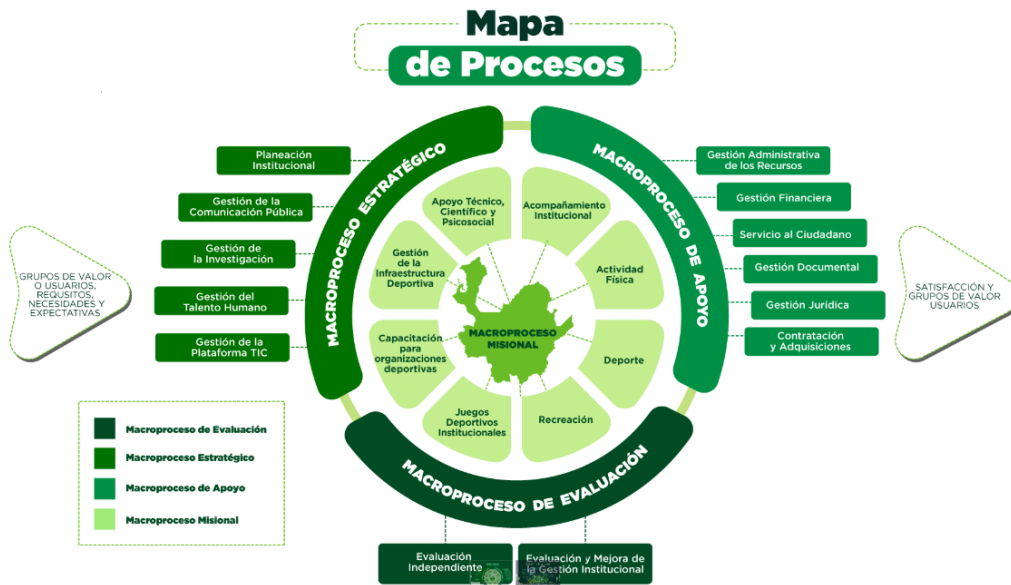 Mapa
de Procesos
MACROPROCESO ESTRATÉGICO
Planeación
Institucional
Gestión de la
Comunicación Pública
Gestión de
la Investigación
Gestión del
Talento Humano
Gestión de la
Plataforma TIC
GRUPOS DE VALOR
O USUARIOS,
REQUSITOS,
NECESIDADES Y
EXPECTATIVAS
MACROPROCESO DE APOYO
Gestión Administrativa
de los Recursos
Gestión Financiera
Servicio al Ciudadano
Gestión Documental
Gestión Jurídica
Contratación
y Adquisiciones
SATISFACCIÓN Y
GRUPOS DE VALOR
USUARIOS
Apoyo Técnico,
Científico y
Psicosocial
Acompañamiento
Institucional
Gestión
de la
Infraestructura
Deportiva
Actividad
Física
MACROPROCESO
MISIONAL
Capacitación
para
organizaciones
deportivas
Deporte
Juegos
Deportivos
Institucionales
Recreación
MACROPROCESO DE EVALUACIÓN
Evaluación
Independiente
Evaluación y Mejora de
la Gestión Institucional
Macroproceso de Evaluación
Macroproceso Estratégico
Macroproceso de Apoyo
Macroproceso Misional